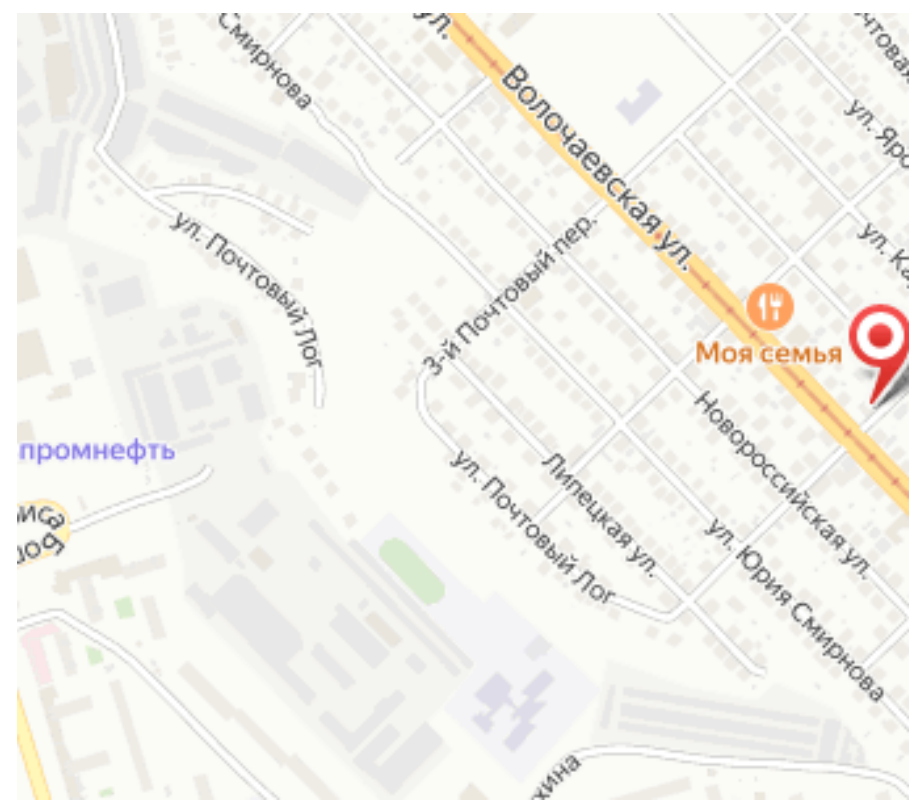 Смирнова
ул.
Волочаевская ул.
ул. Яро
ул. Ка
ул. Почтовый Лог
3-й Почтовый пер.
Моя семья
Новороссийская ул.
промнефть
ул. Почтовый Лог
Липецкая ул.
ул. Юрия Смирнова